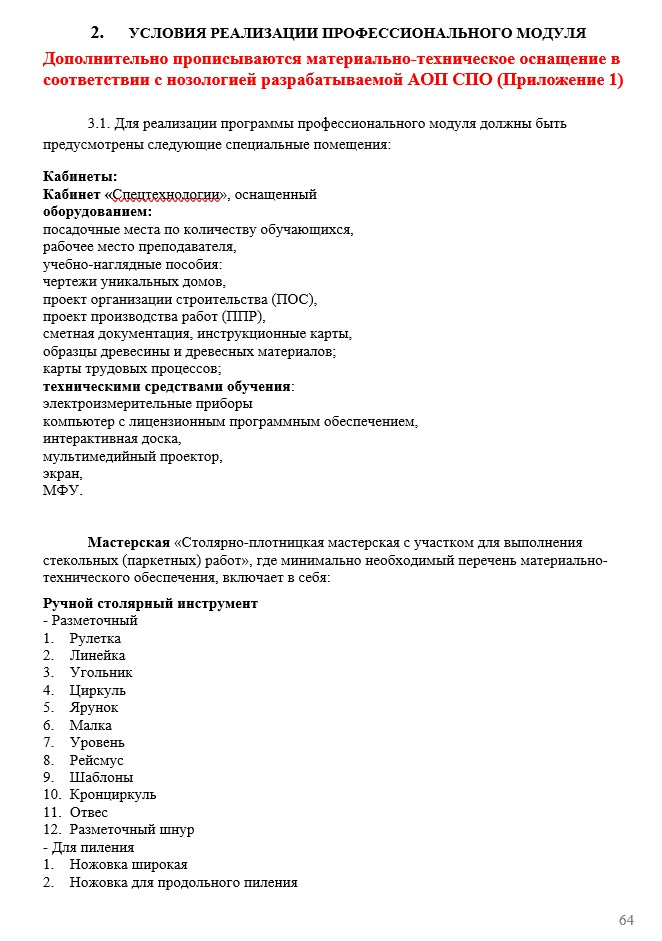 2. УСЛОВИЯ РЕАЛИЗАЦИИ ПРОФЕССИОНАЛЬНОГО МОДУЛЯ
Дополнительно прописываются материально-техническое оснащение в
соответствии с нозологией разрабатываемой АОП СПО (Приложение 1)
3.1. Для реализации программы профессионального модуля должны быть
предусмотрены следующие специальные помещения:
Кабинеты:
Кабинет «Спецтехнологии», оснащенный
оборудованием:
посадочные места по количеству обучающихся,
рабочее место преподавателя,
учебно-наглядные пособия:
чертежи уникальных домов,
проект организации строительства (ПОС),
проект производства работ (ППР),
сметная документация, инструкционные карты,
образцы древесины и древесных материалов;
карты трудовых процессов;
техническими средствами обучения:
электроизмерительные приборы
компьютер с лицензионным программным обеспечением,
интерактивная доска,
мультимедийный проектор,
экран,
МФУ.
Мастерская «Столярно-плотницкая мастерская с участком для выполнения
стекольных (паркетных) работ», где минимально необходимый перечень материально-
технического обеспечения, включает в себя:
Ручной столярный инструмент
- Разметочный
1. Рулетка
2. Линейка
3. Угольник
4. Циркуль
5. Ярунок
6. Малка
7. Уровень
8. Рейсмус
9. Шаблоны
10. Кронциркуль
11. Отвес
12. Разметочный шнур
- Для пиления
1. Ножовка широкая
2. Ножовка для продольного пиления
64